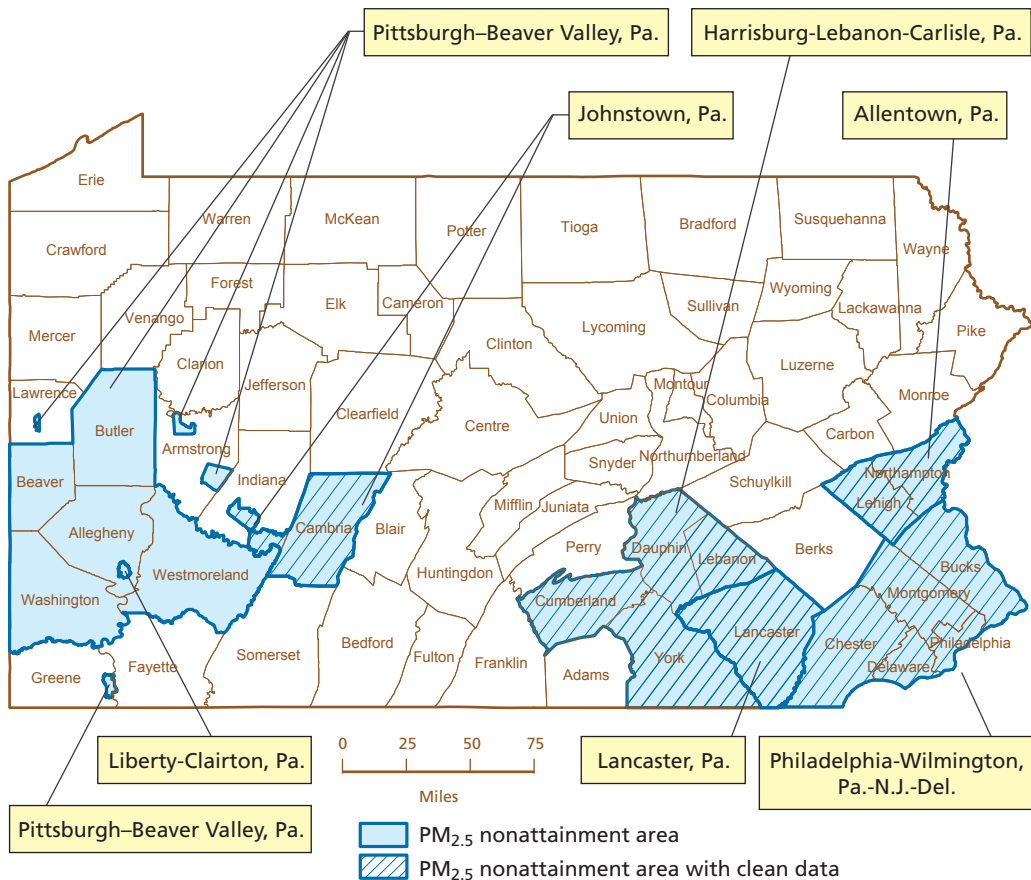 Pittsburgh–Beaver Valley, Pa.
Harrisburg-Lebanon-Carlisle, Pa.
Johnstown, Pa.
Allentown, Pa.
Erie
Warren
McKean
Potter
Tioga
Bradford
Susquehanna
Wayne
Crawford
Forest
Elk
Cameron
Sullivan
Wyoming
Lackawanna
Mercer
Venango
Lycoming
Pike
Clarion
Clinton
Luzerne
Lawrence
Jefferson
Clearfield
Centre
Montour
Columbia
Monroe
Butler
Union
Carbon
Armstrong
Northumberland
Snyder
Northampton
Beaver
Indiana
Schuylkill
Lehigh
Allegheny
Cambria
Blair
Mifflin
Juniata
Perry
Dauphin
Lebanon
Berks
Bucks
Westmoreland
Huntingdon
Washington
Cumberland
Montgomery
Lancaster
Chester
Philadelphia
Greene
Fayette
Somerset
Bedford
Fulton
Franklin
Adams
York
Delaware
Liberty-Clairton, Pa.
0 25 75
Miles
Lancaster, Pa.
Philadelphia-Wilmington,
Pa.-N.J.-Del.
Pittsburgh–Beaver Valley, Pa.
PM2.5 nonattainment area
PM2.5 nonattainment area with clean data